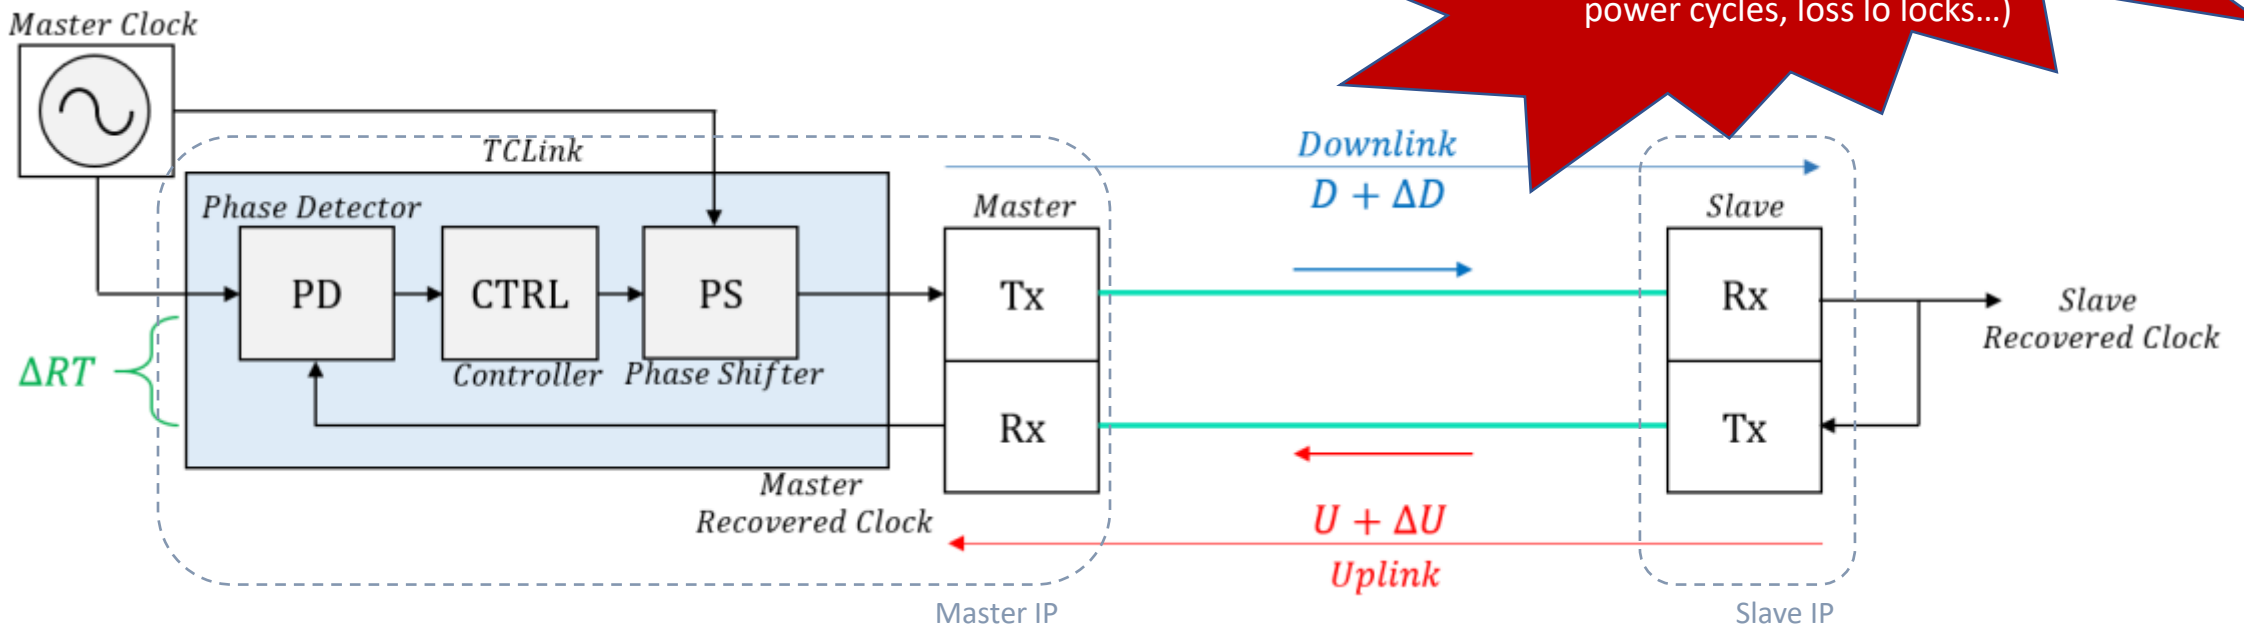 power cycles, loss lo locks...)
Master Clock
TCLink
Downlink
D + ΔD
Phase Detector
Master
Slave
PD
CTRL
PS
Tx
Rx
Slave
Recovered Clock
ΔRT
Controller
Phase Shifter
Rx
Tx
Master
Recovered Clock
U + ΔU
Uplink
Master IP
Slave IP